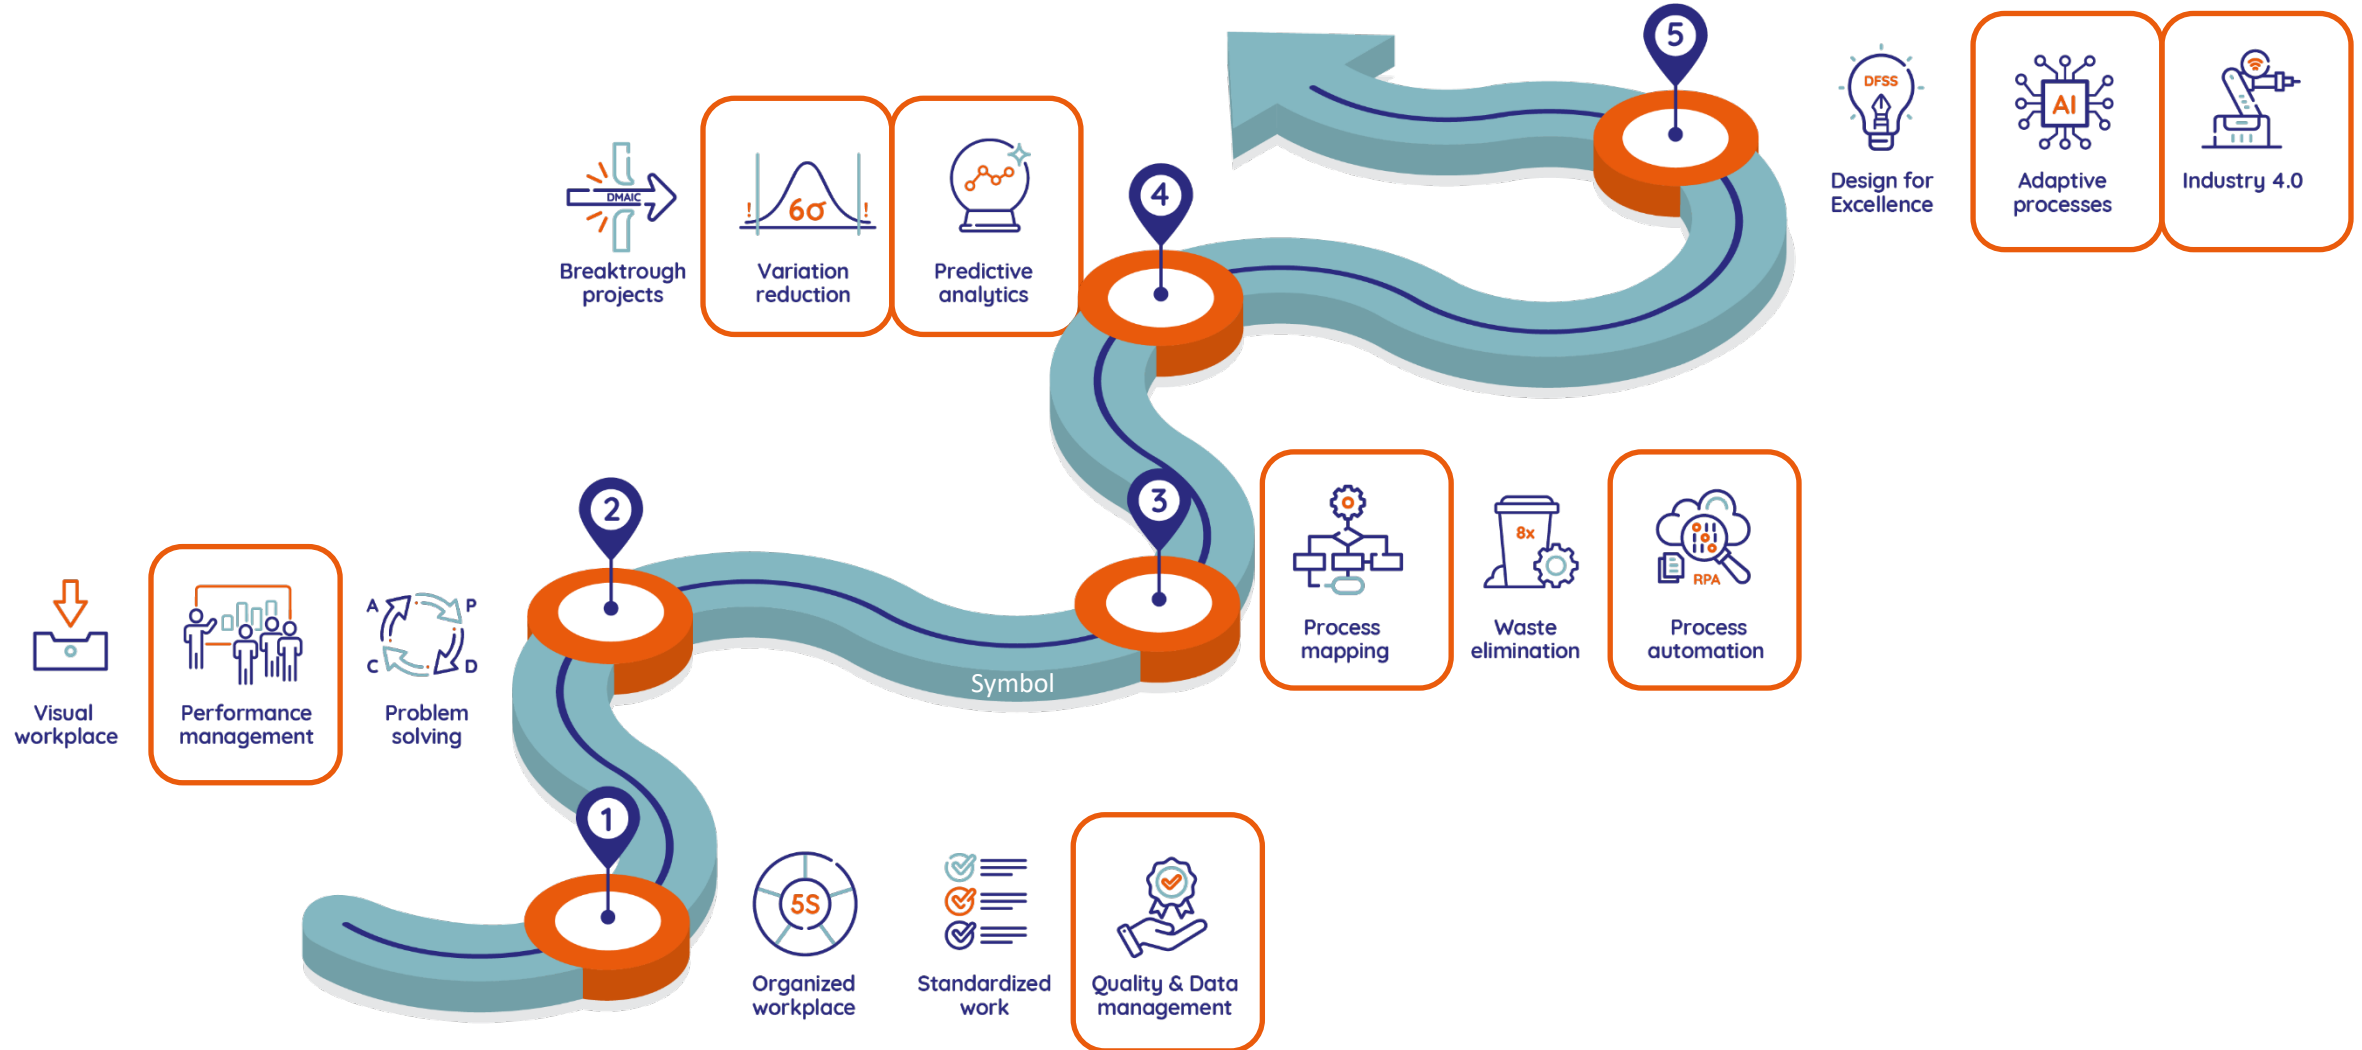 5
DFSS
AI
Design for
Excellence
Adaptive
processes
Industry 4.0
DMAIC
! 6σ !
4
Breaktrough
projects
Variation
reduction
Predictive
analytics
2
3
8x
RPA
A P
C D
Process
mapping
Waste
elimination
Process
automation
Symbol
Visual
workplace
Performance
management
Problem
solving
1
5S
Organized
workplace
Standardized
work
Quality & Data
management